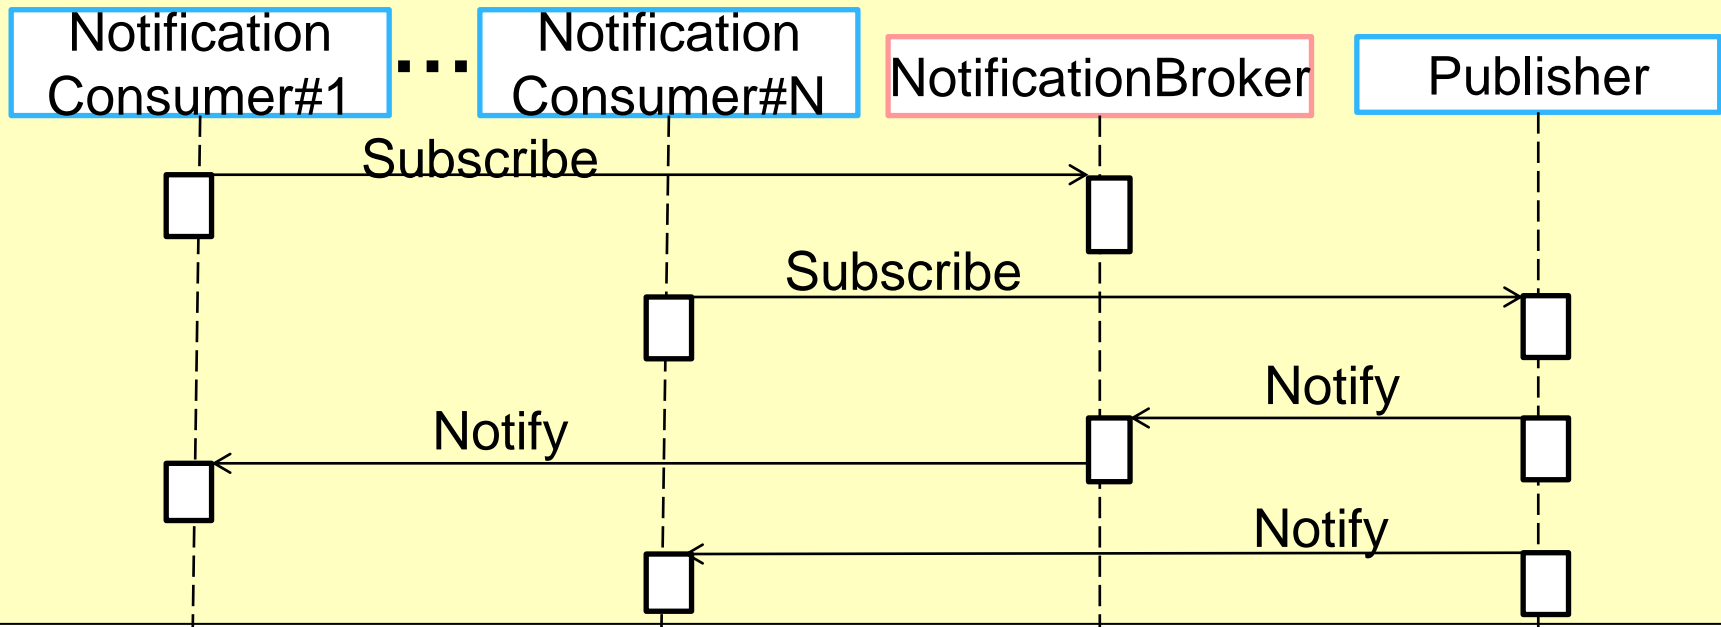 Notification
Consumer#1
...
Notification
Consumer#N
NotificationBroker
Publisher
Subscribe
Subscribe
Notify
Notify
Notify